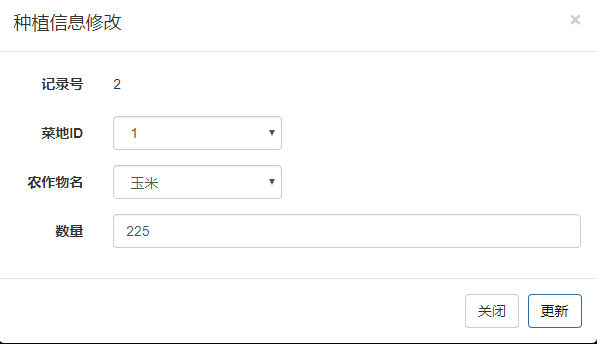 种植信息修改 ×
记录号 2
菜地ID 1
农作物名 玉米
数量 225
关闭 更新